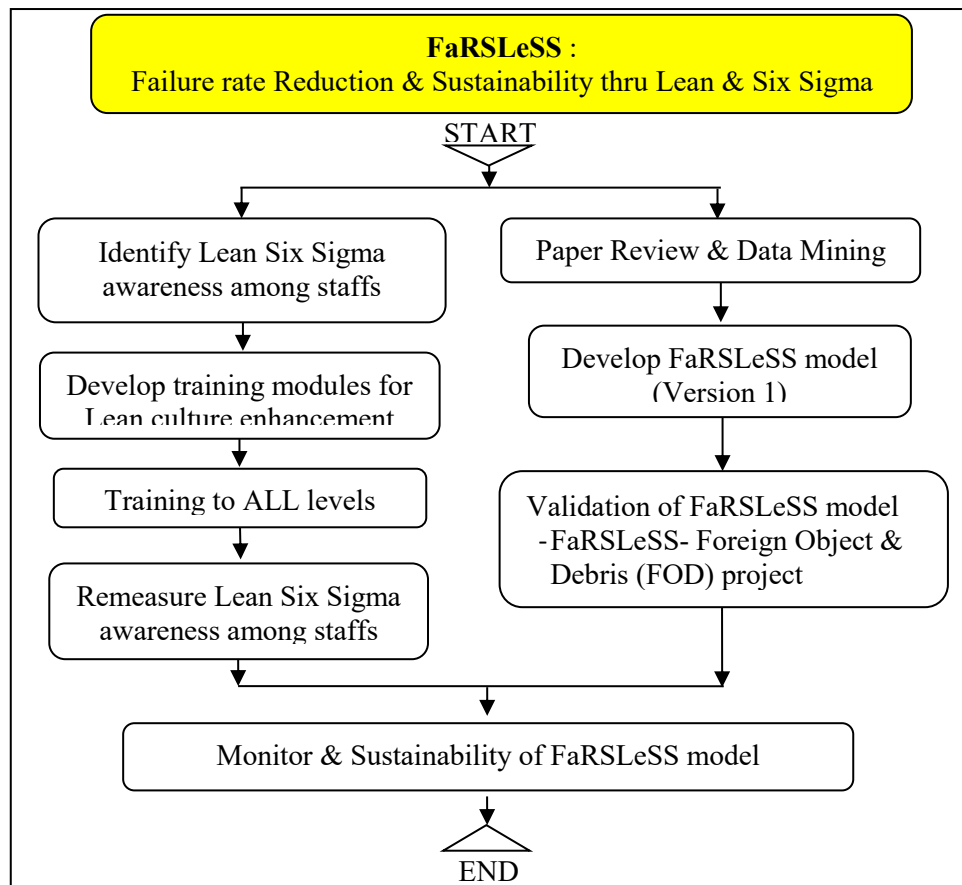 FaRSLeSS :
Failure rate Reduction & Sustainability thru Lean & Six Sigma
START
Identify Lean Six Sigma
awareness among staffs
Develop training modules for
Lean culture enhancement
Training to ALL levels
Remeasure Lean Six Sigma
awareness among staffs
Paper Review & Data Mining
Develop FaRSLeSS model
(Version 1)
Validation of FaRSLeSS model
-FaRSLeSS- Foreign Object &
Debris (FOD) project
Monitor & Sustainability of FaRSLeSS model
END